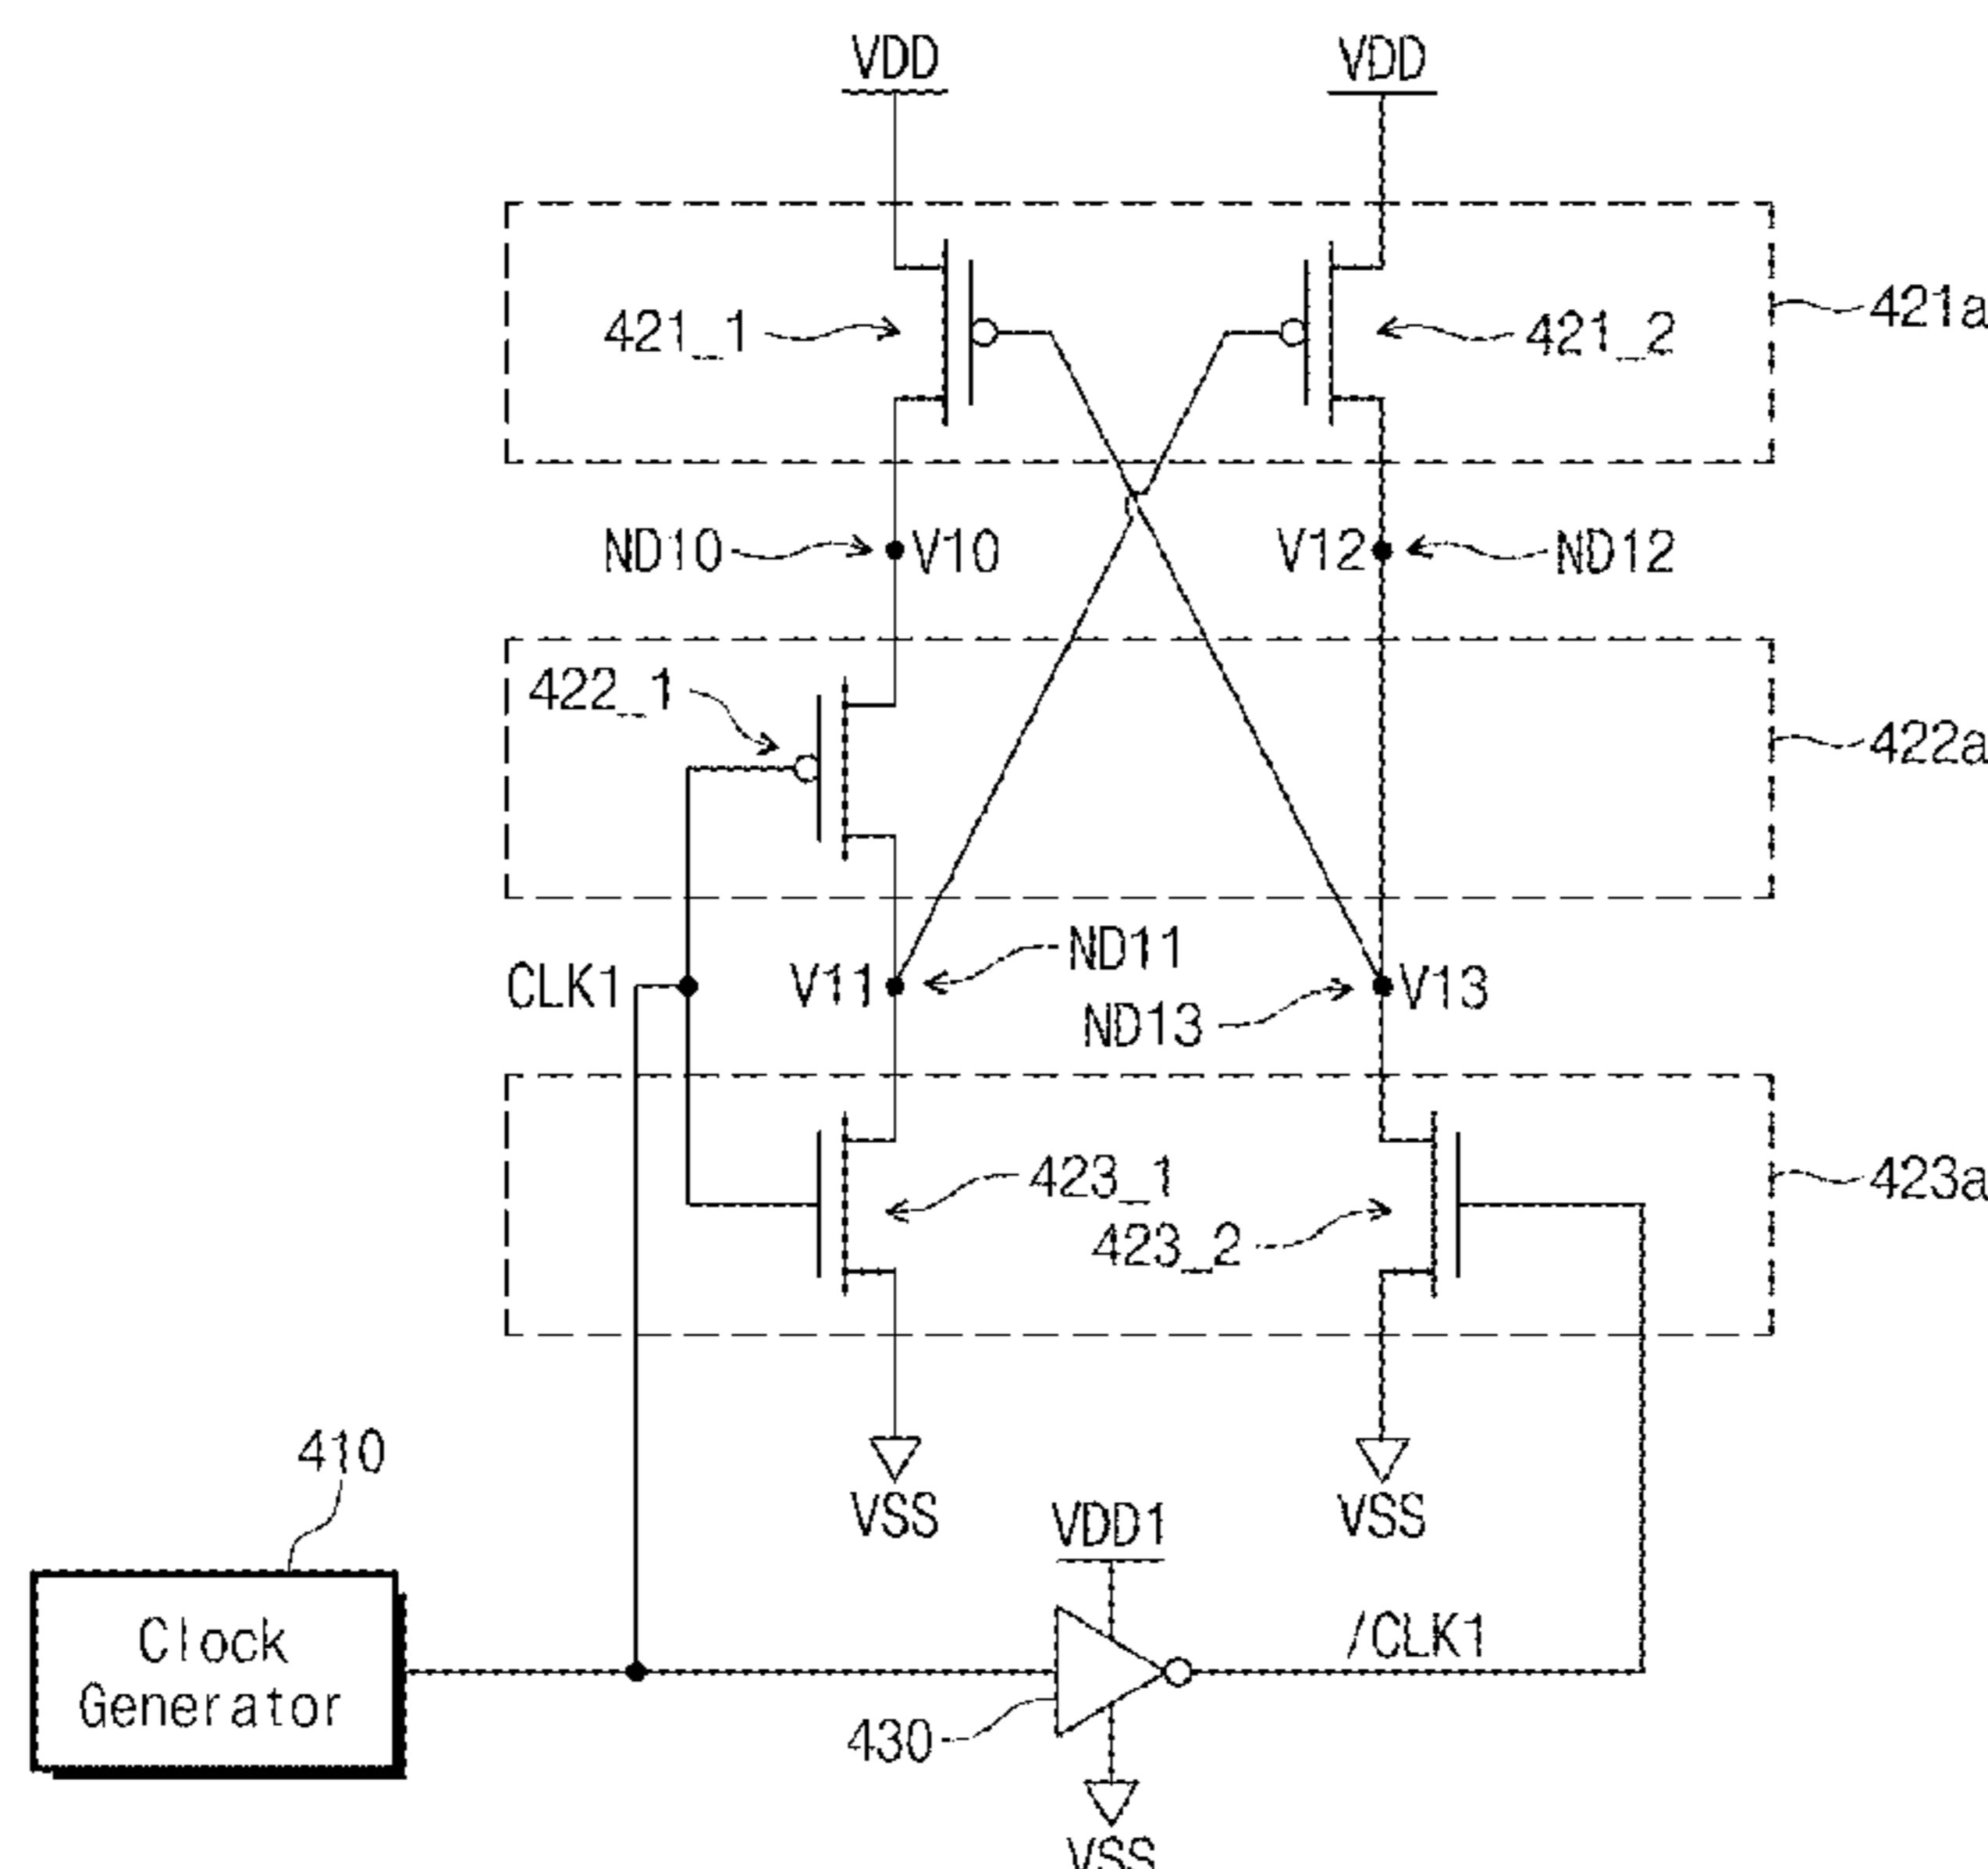 VDD
VDD
421_1
421_2
421a
ND10
V10
V12
ND12
422_1
422a
CLK1
V11
ND11
ND13
V13
423_1
423_2
423a
410
VSS
VSS
VDD1
Clock
Generator
/CLK1
430
VSS